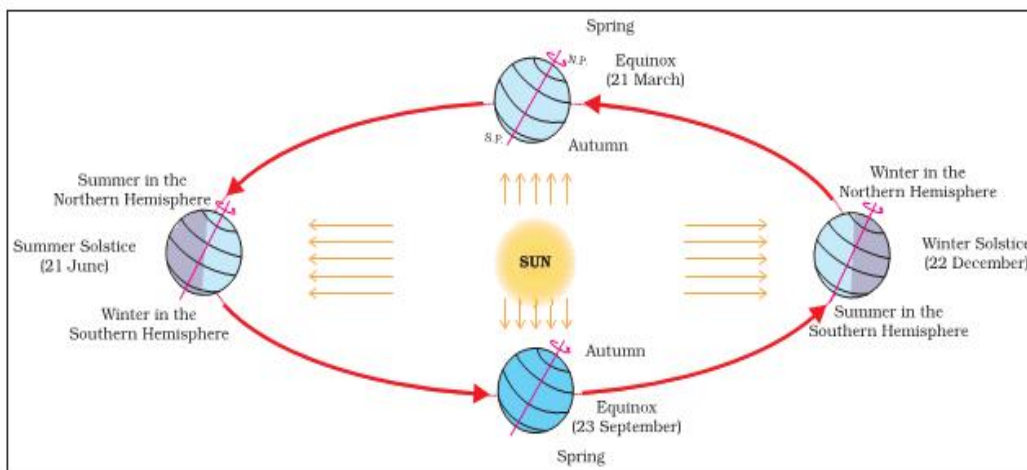 Spring
N.P.
Equinox
(21 March)
S.P.
Autumn
Summer in the
Northern Hemisphere
Winter in the
Northern Hemisphere
Summer Solstice
(21 June)
SUN
Winter Solstice
(22 December)
Winter in the
Southern Hemisphere
Summer in the
Southern Hemisphere
Autumn
Equinox
(23 September)
Spring